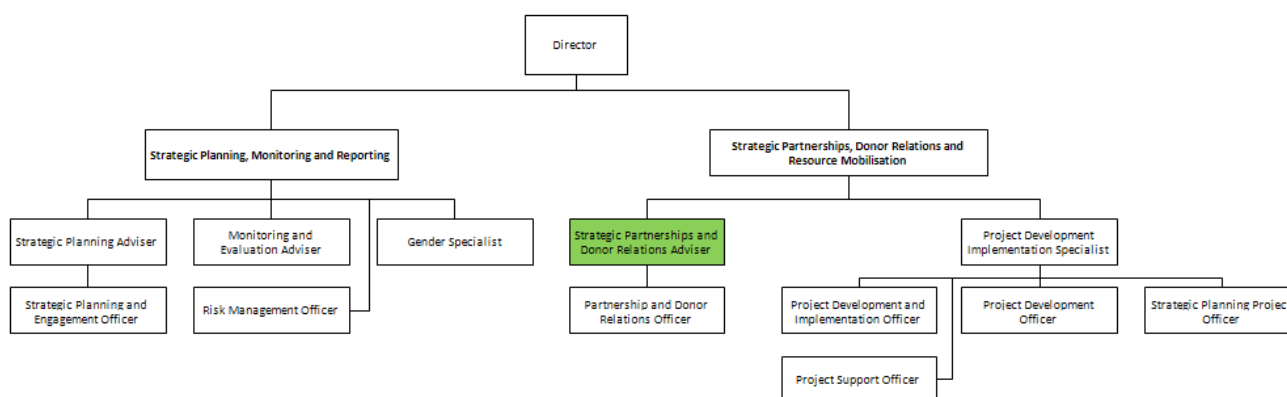 Director
Strategic Planning, Monitoring and Reporting
Strategic Partnerships, Donor Relations and
Resource Mobilisation
Strategic Planning Adviser
Monitoring and
Evaluation Adviser
Gender Specialist
Strategic Partnerships and
Donor Relations Adviser
Project Development
Implementation Specialist
Strategic Planning and
Engagement Officer
Risk Management Officer
Partnership and Donor
Relations Officer
Project Development and
Implementation Officer
Project Development
Officer
Strategic Planning Project
Officer
Project Support Officer